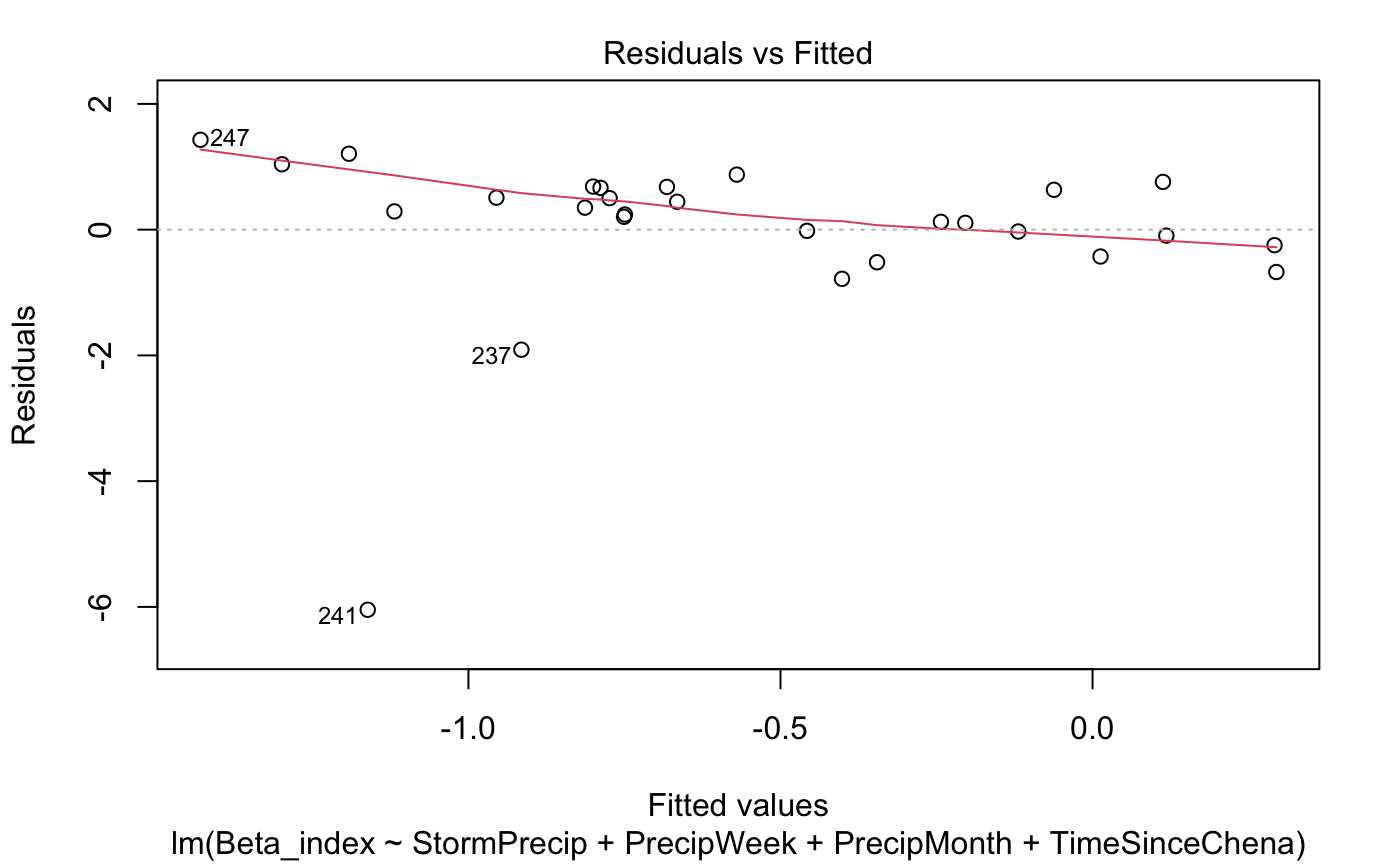 Residuals vs Fitted
Residuals
2
0
-2
-4
-6
247
237
241
-1.0
-0.5
0.0
Fitted values
lm(Beta_index ~ StormPrecip + PrecipWeek + PrecipMonth + TimeSinceChena)